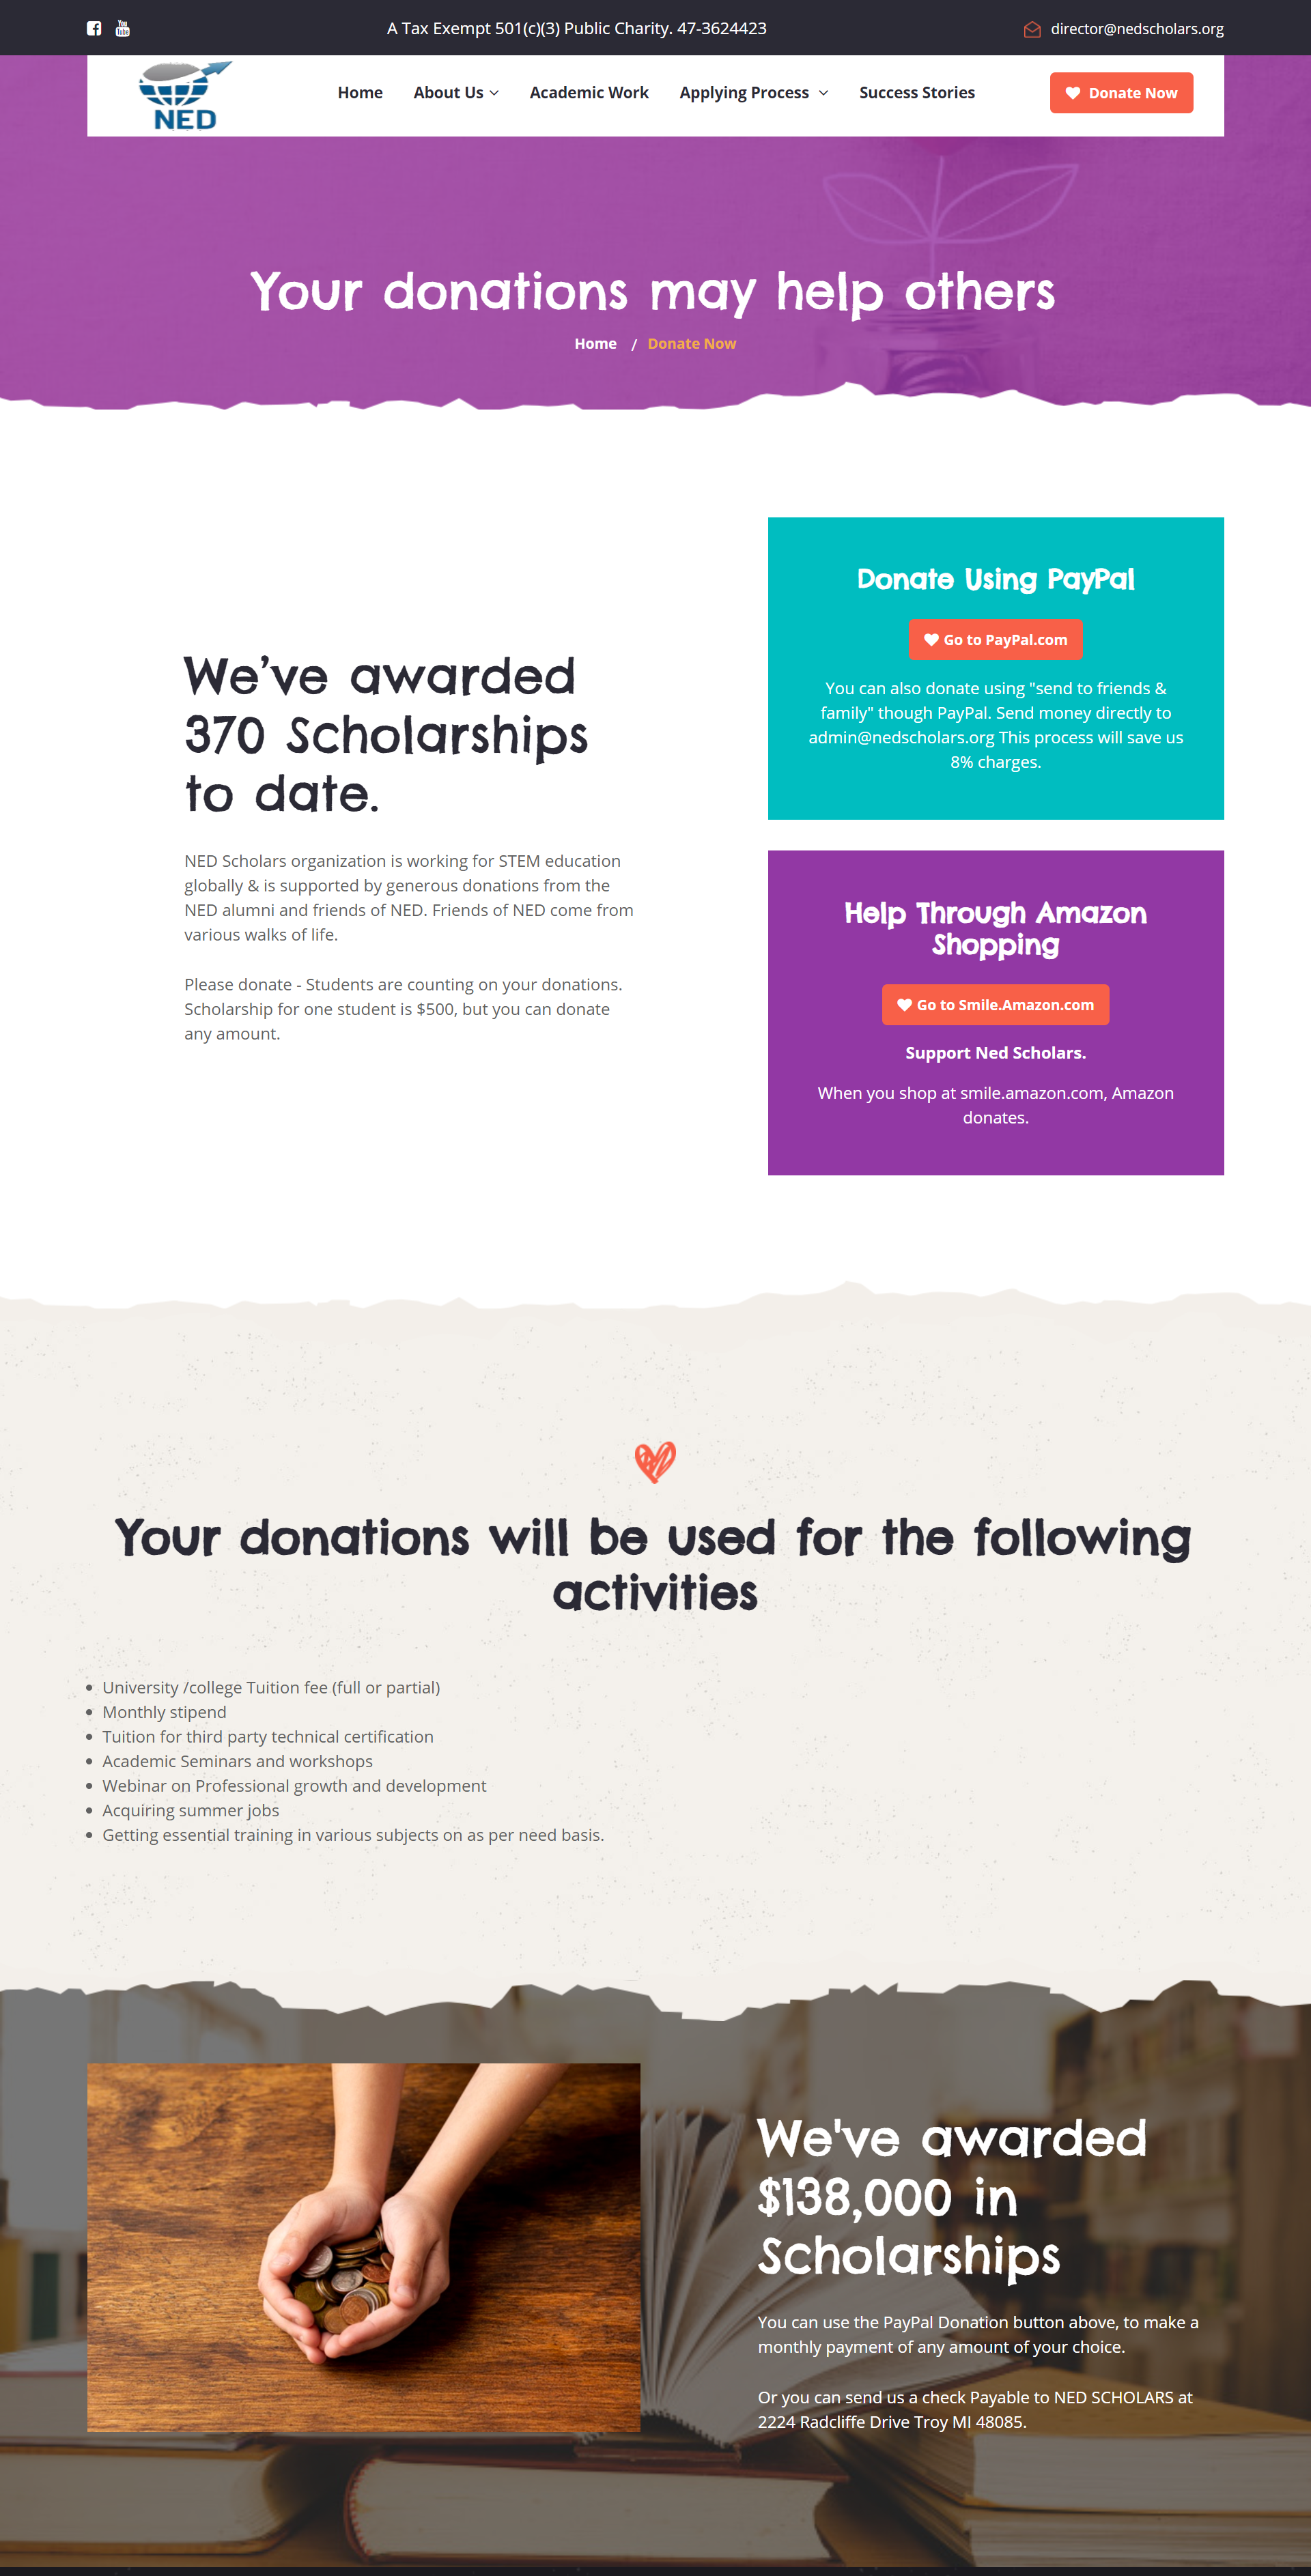 A Tax Exempt 501(c)(3) Public Charity. 47-3624423
director@nedscholars.org
NED
Home
About Us
Academic Work
Applying Process
Success Stories
Donate Now
Your donations may help others
Home / Donate Now
We’ve awarded
370 Scholarships
to date.
NED Scholars organization is working for STEM education
globally & is supported by generous donations from the
NED alumni and friends of NED. Friends of NED come from
various walks of life.
Please donate - Students are counting on your donations.
Scholarship for one student is $500, but you can donate
any amount.
Donate Using PayPal
Go to PayPal.com
You can also donate using "send to friends &
family" though PayPal. Send money directly to
admin@nedscholars.org This process will save us
8% charges.
Help Through Amazon
Shopping
Go to Smile.Amazon.com
Support Ned Scholars.
When you shop at smile.amazon.com, Amazon
donates.
Your donations will be used for the following
activities
University /college Tuition fee (full or partial)
Monthly stipend
Tuition for third party technical certification
Academic Seminars and workshops
Webinar on Professional growth and development
Acquiring summer jobs
Getting essential training in various subjects on as per need basis.
We've awarded
$138,000 in
Scholarships
You can use the PayPal Donation button above, to make a
monthly payment of any amount of your choice.
Or you can send us a check Payable to NED SCHOLARS at
2224 Radcliffe Drive Troy MI 48085.